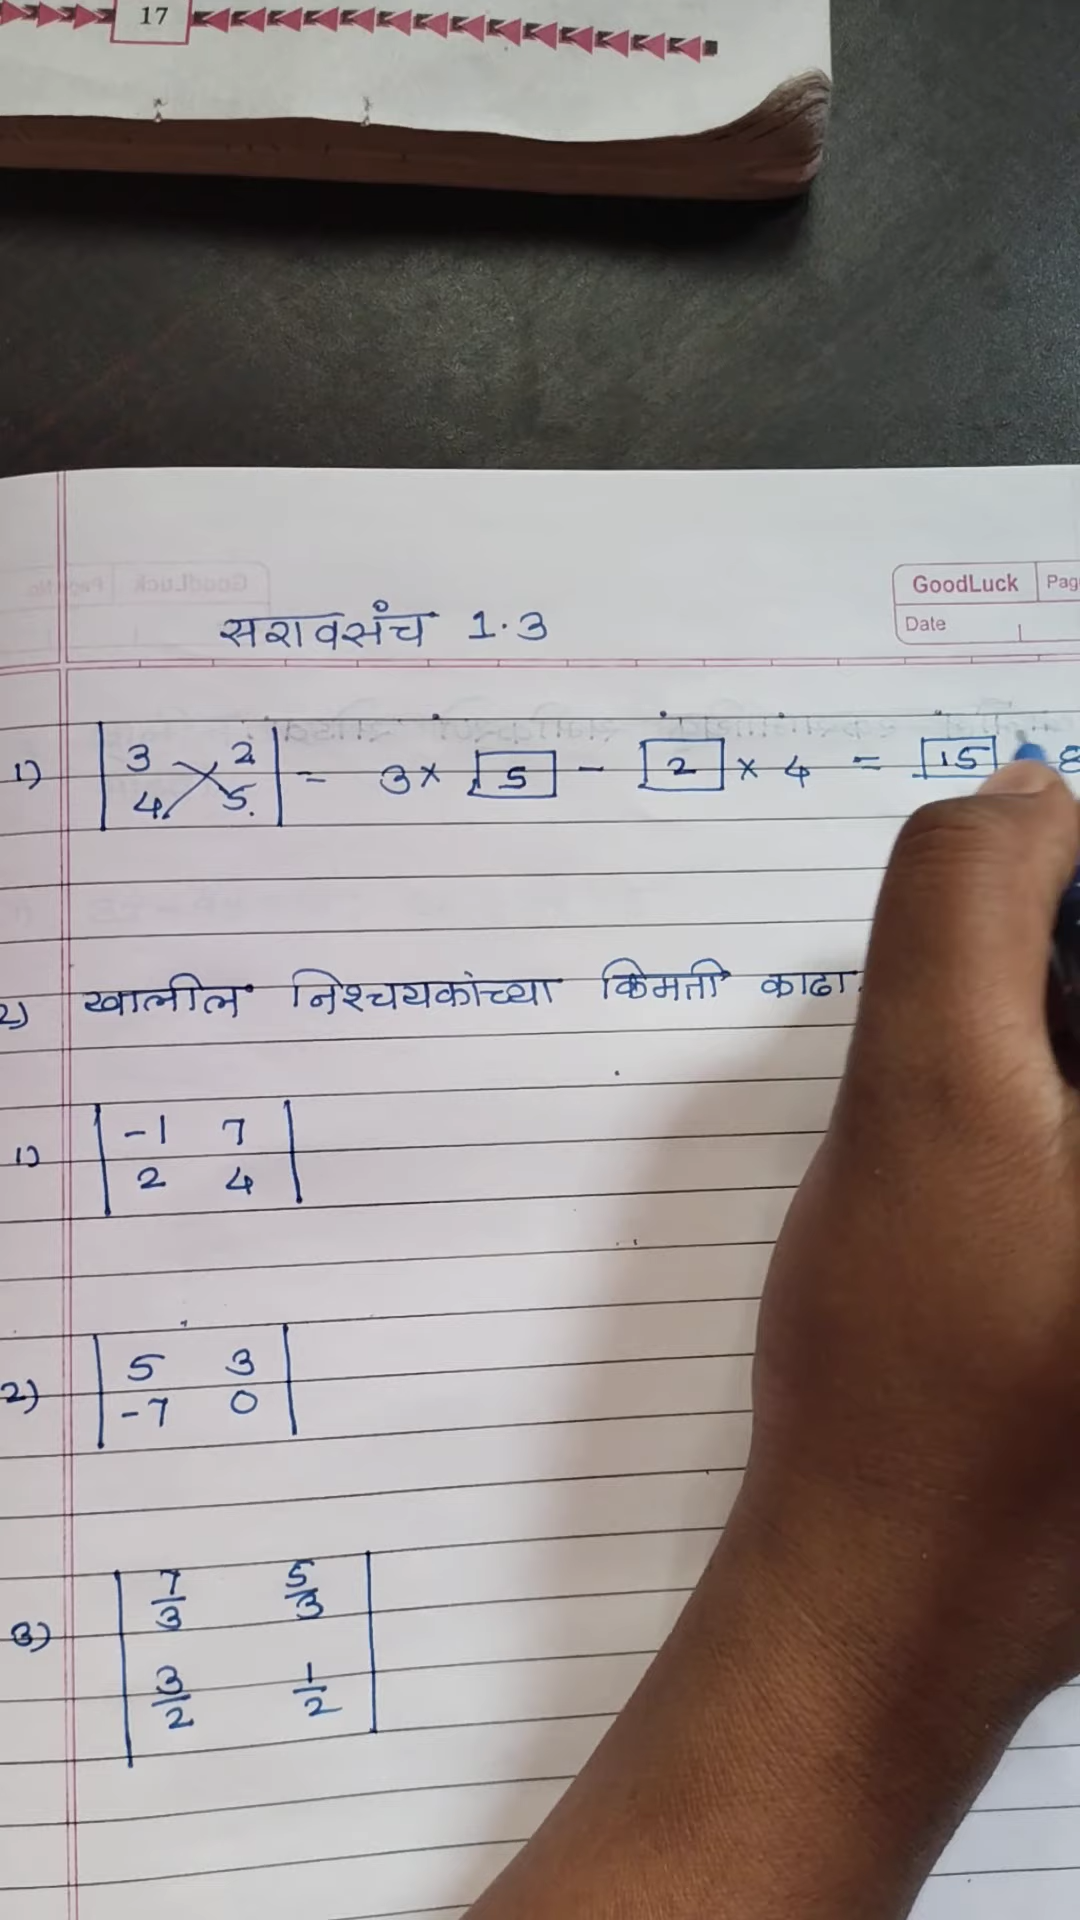 17
GoodLuck Pag
Date
सरावसंच 1.3
1) | 3 2 | = 3 × 5 - 2 × 4 = 15 8
4 5
2) खालील निश्चयकांच्या किंमती काढा.
1) | -1 7 |
2 4
2) | 5 3 |
-7 0
3) | 7/3 5/3 |
3/2 1/2